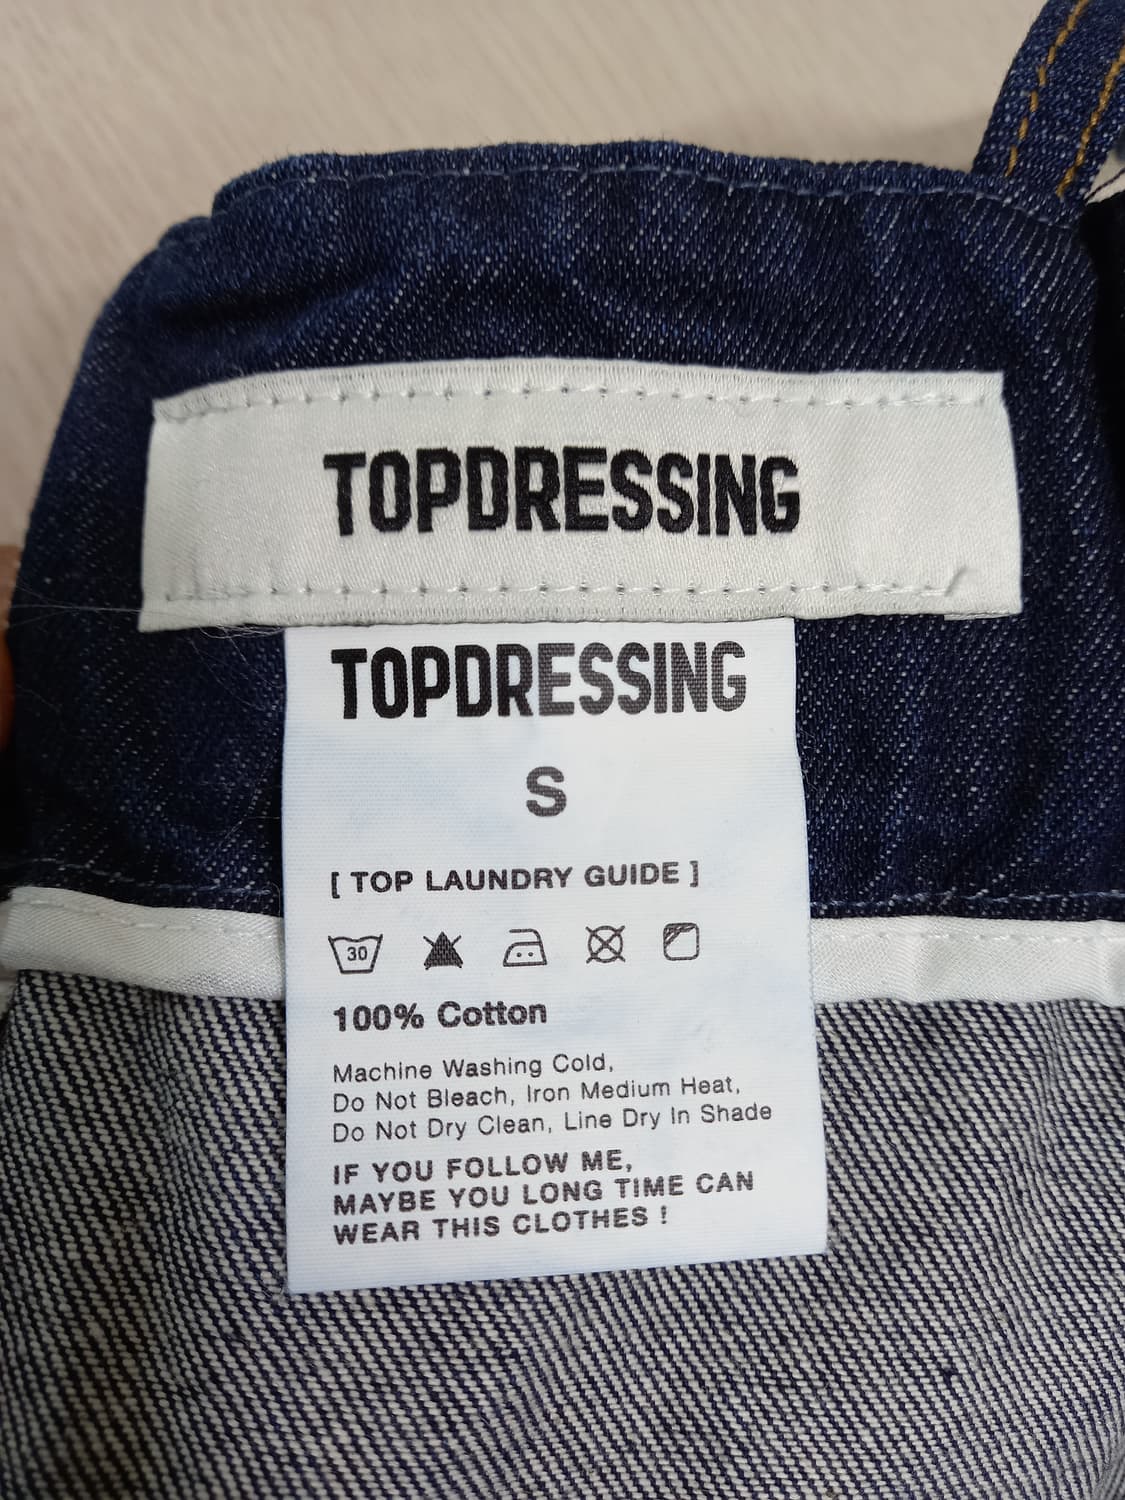 TOPDRESSING
TOPDRESSING
S
[ TOP LAUNDRY GUIDE ]
30
100% Cotton
Machine Washing Cold,
Do Not Bleach, Iron Medium Heat,
Do Not Dry Clean, Line Dry In Shade
IF YOU FOLLOW ME,
MAYBE YOU LONG TIME CAN
WEAR THIS CLOTHES !